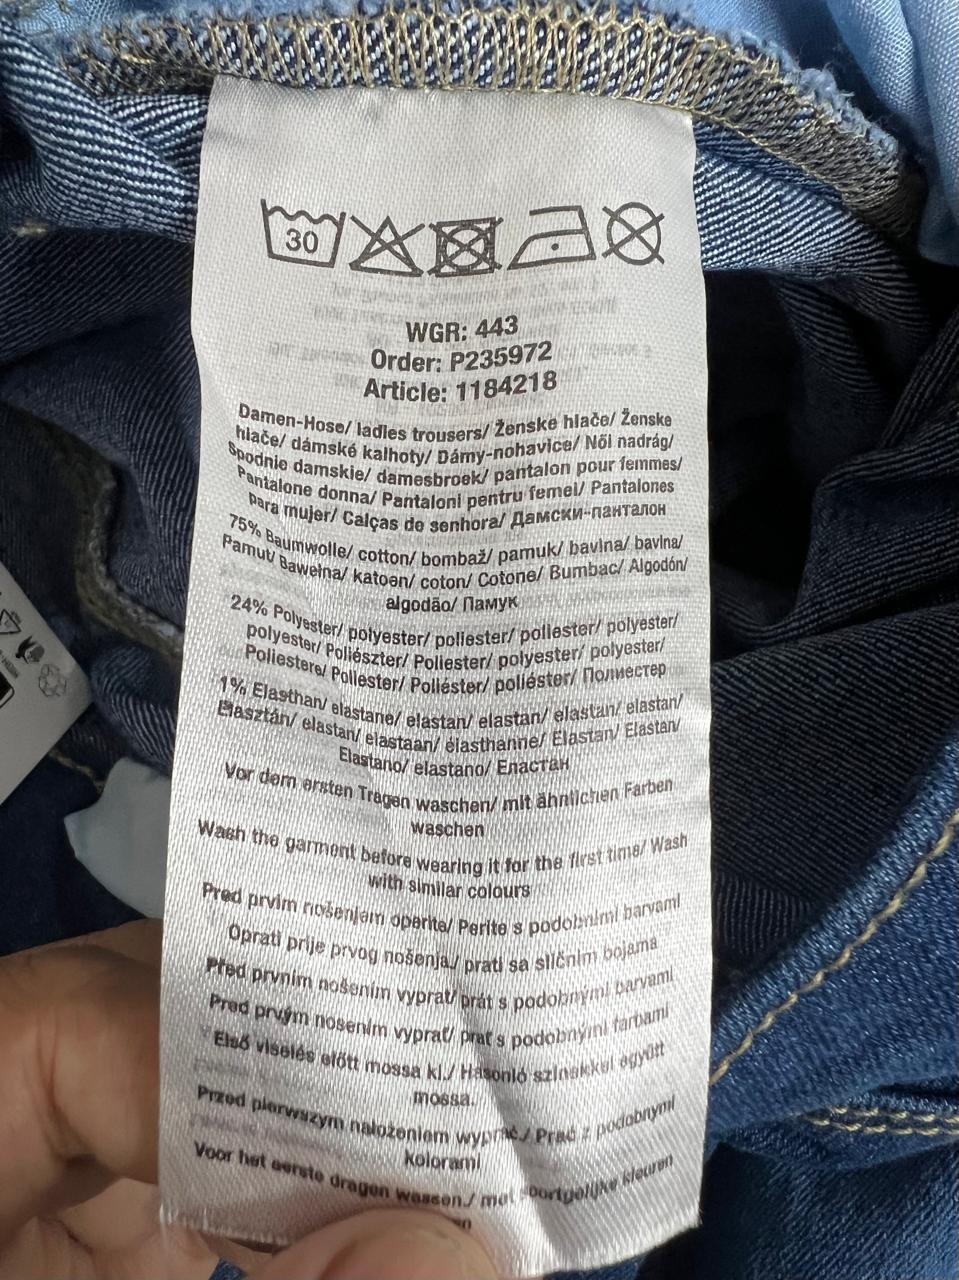 30
WGR: 443
Order: P235972
Article: 1184218
Damen-Hose/ ladies trousers/ Ženske hlače/ Ženske
hlače/ dámské kalhoty/ Dámy-nohavice/ Női nadrág/
Spodnie damskie/ damesbroek/ pantalon pour femmes/
Pantalone donna/ Pantaloni pentru femei/ Pantalones
para mujer/ Calças de senhora/ Дамски-панталон
75% Baumwolle/ cotton/ bombaž/ pamuk/ bavlna/ bavlna/
Pamut/ Bawełna/ katoen/ coton/ Cotone/ Bumbac/ Algodón/
algodão/ Памук
24% Polyester/ polyester/ poliester/ poliester/ polyester/
polyester/ Poliészter/ Poliester/ polyester/ polyester/
Poliestere/ Poliester/ Poliéster/ poliéster/ Полиестер
1% Elasthan/ elastane/ elastan/ elastan/ elastan/ elastan/
Elasztán/ elastan/ elastaan/ élasthanne/ Elastan/ Elastan/
Elastano/ elastano/ Еластан
Vor dem ersten Tragen waschen/ mit ähnlichen Farben
waschen
Wash the garment before wearing it for the first time/ Wash
with similar colours
Pred prvim nošenjem operite/ Perite s podobnimi barvami
Oprati prije prvog nošenja./ prati sa sličnim bojama
Před prvním nošením vyprat/ prát s podobnými barvami
Pred prvým nosením vyprať/ prať s podobnými farbami
Első viselés előtt mossa ki./ Hasonló színekkel együtt
mossa.
Przed pierwszym nałożeniem wyprać./ Prać z podobnymi
kolorami
Voor het eerste dragen wassen./ met soortgelijke kleuren